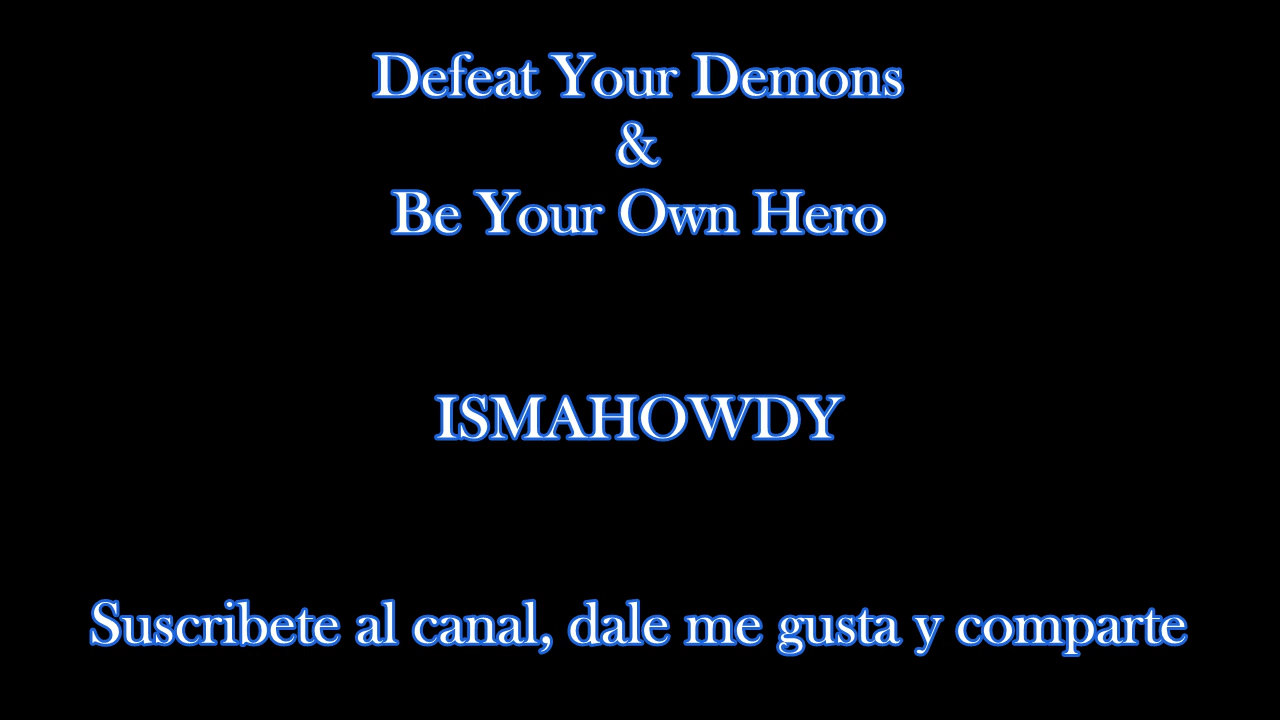 Defeat Your Demons
&
Be Your Own Hero
ISMAHOWDY
Suscribete al canal, dale me gusta y comparte